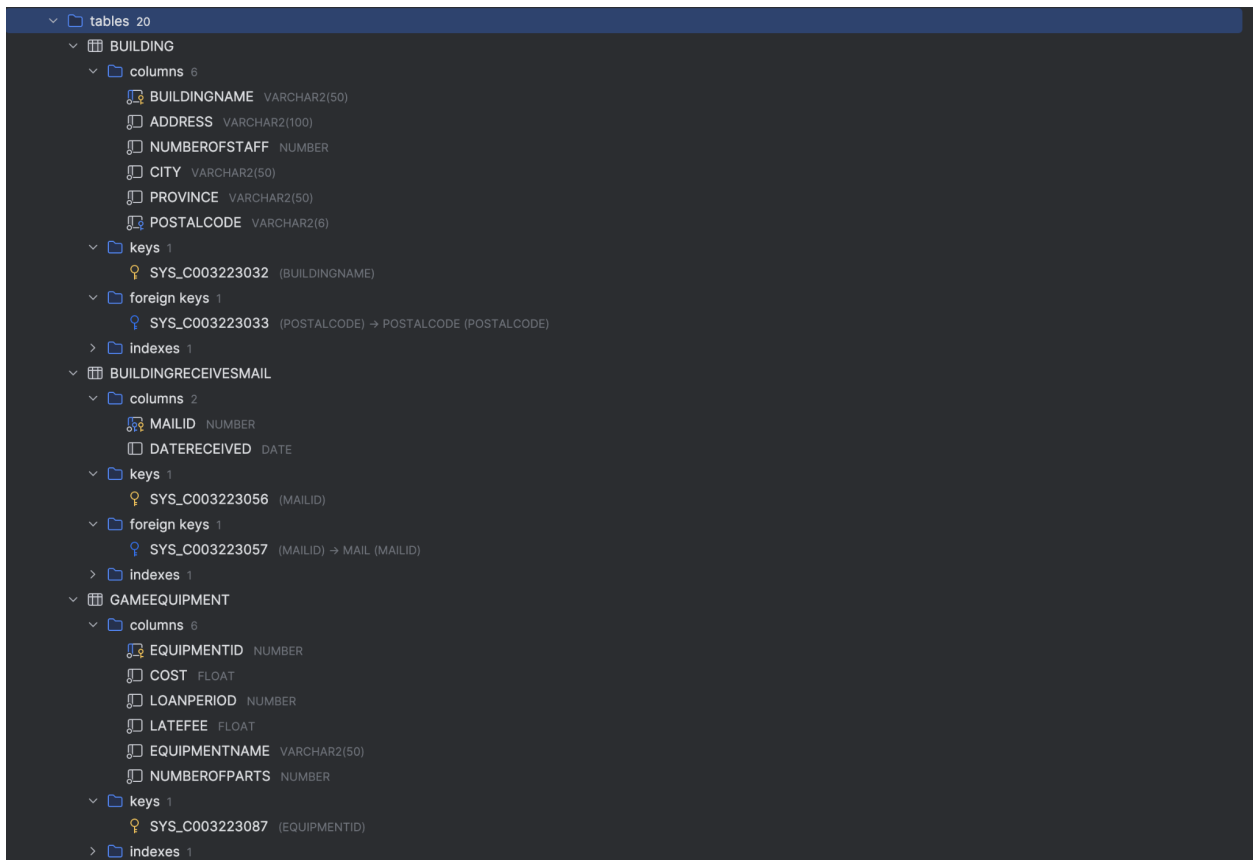 tables 20
BUILDING
columns 6
BUILDINGNAME VARCHAR2(50)
ADDRESS VARCHAR2(100)
NUMBEROFSTAFF NUMBER
CITY VARCHAR2(50)
PROVINCE VARCHAR2(50)
POSTALCODE VARCHAR2(6)
keys 1
SYS_C003223032 (BUILDINGNAME)
foreign keys 1
SYS_C003223033 (POSTALCODE) → POSTALCODE (POSTALCODE)
indexes 1
BUILDINGRECEIVESMAIL
columns 2
MAILID NUMBER
DATERECEIVED DATE
keys 1
SYS_C003223056 (MAILID)
foreign keys 1
SYS_C003223057 (MAILID) → MAIL (MAILID)
indexes 1
GAMEEQUIPMENT
columns 6
EQUIPMENTID NUMBER
COST FLOAT
LOANPERIOD NUMBER
LATEFEE FLOAT
EQUIPMENTNAME VARCHAR2(50)
NUMBEROFPARTS NUMBER
keys 1
SYS_C003223087 (EQUIPMENTID)
indexes 1